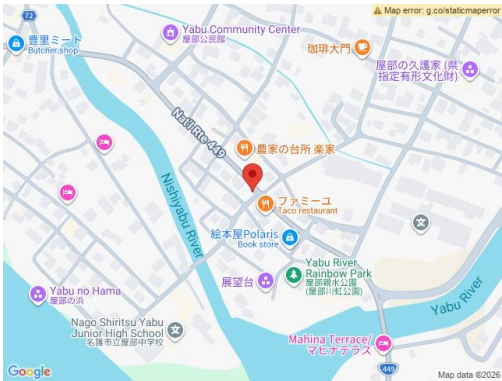 72
豊里ミート
Butcher shop
Yabu Community Center
屋部公民館
Map error: g.co/staticmaperror
珈琲大門
屋部の久護家 (県
指定有形文化財)
Nat'l Rte 449
農家の台所 楽家
ファミーユ
Taco restaurant
Nishiyabu River
絵本屋Polaris
Book store
展望台
Yabu River
Rainbow Park
屋部親水公園
(屋部川虹公園)
Yabu River
Yabu no Hama
屋部の浜
Nago Shiritsu Yabu
Junior High School
名護市立屋部中学校
Mahina Terrace/
マヒナテラス
449
Google
Map data ©2026